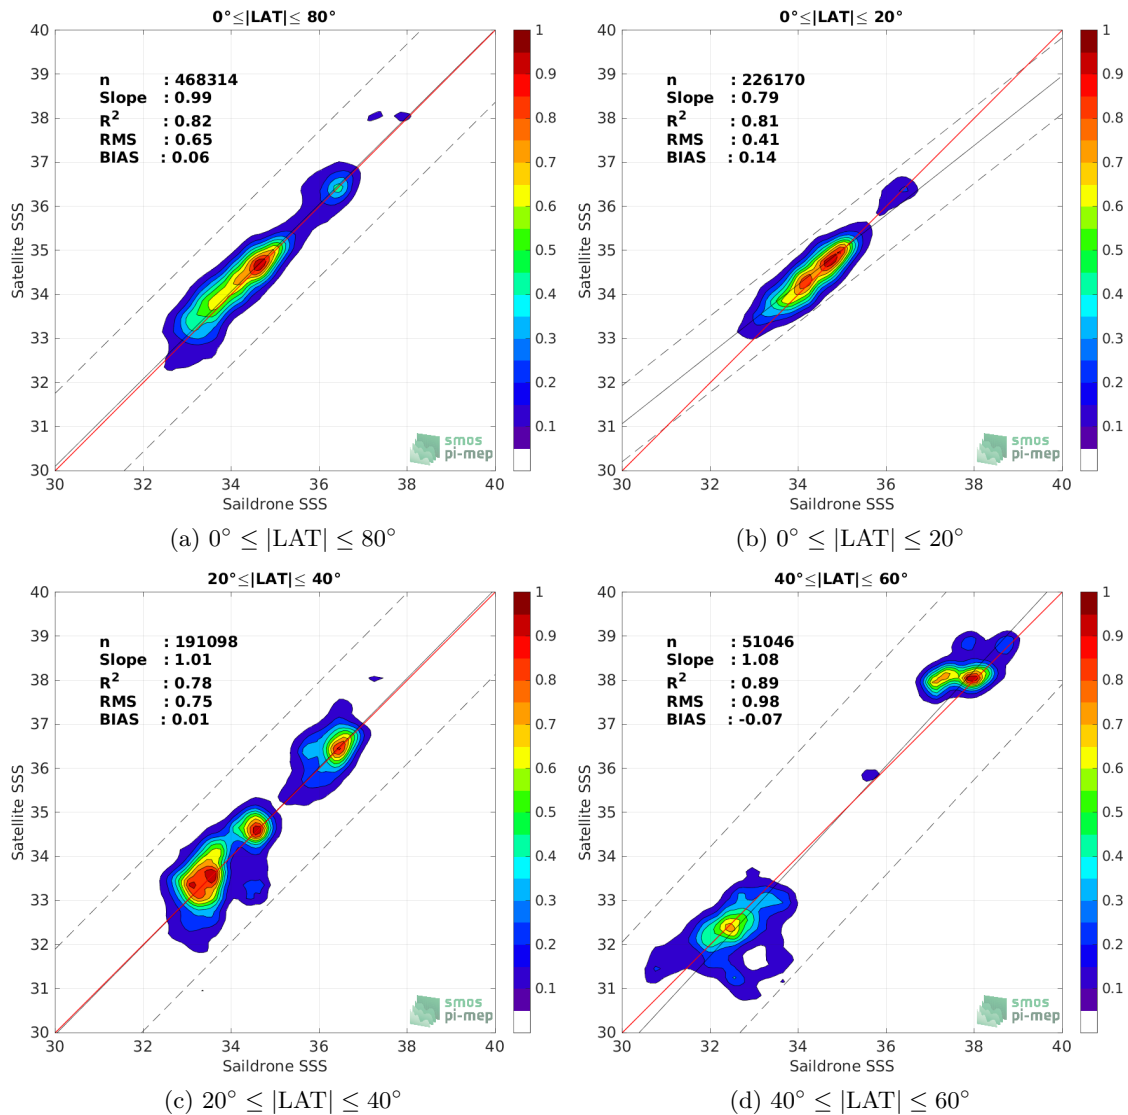 0°≤|LAT|≤ 80°
n : 468314
Slope : 0.99
R² : 0.82
RMS : 0.65
BIAS : 0.06
Satellite SSS
40
39
38
37
36
35
34
33
32
31
30
30 32 34 36 38 40
Saildrone SSS
1
0.9
0.8
0.7
0.6
0.5
0.4
0.3
0.2
0.1
smos
pi-mep
(a) 0° ≤ |LAT| ≤ 80°
0°≤|LAT|≤ 20°
n : 226170
Slope : 0.79
R² : 0.81
RMS : 0.41
BIAS : 0.14
Satellite SSS
40
39
38
37
36
35
34
33
32
31
30
30 32 34 36 38 40
Saildrone SSS
1
0.9
0.8
0.7
0.6
0.5
0.4
0.3
0.2
0.1
smos
pi-mep
(b) 0° ≤ |LAT| ≤ 20°
20°≤|LAT|≤ 40°
n : 191098
Slope : 1.01
R² : 0.78
RMS : 0.75
BIAS : 0.01
Satellite SSS
40
39
38
37
36
35
34
33
32
31
30
30 32 34 36 38 40
Saildrone SSS
1
0.9
0.8
0.7
0.6
0.5
0.4
0.3
0.2
0.1
smos
pi-mep
(c) 20° ≤ |LAT| ≤ 40°
40°≤|LAT|≤ 60°
n : 51046
Slope : 1.08
R² : 0.89
RMS : 0.98
BIAS : -0.07
Satellite SSS
40
39
38
37
36
35
34
33
32
31
30
30 32 34 36 38 40
Saildrone SSS
1
0.9
0.8
0.7
0.6
0.5
0.4
0.3
0.2
0.1
smos
pi-mep
(d) 40° ≤ |LAT| ≤ 60°